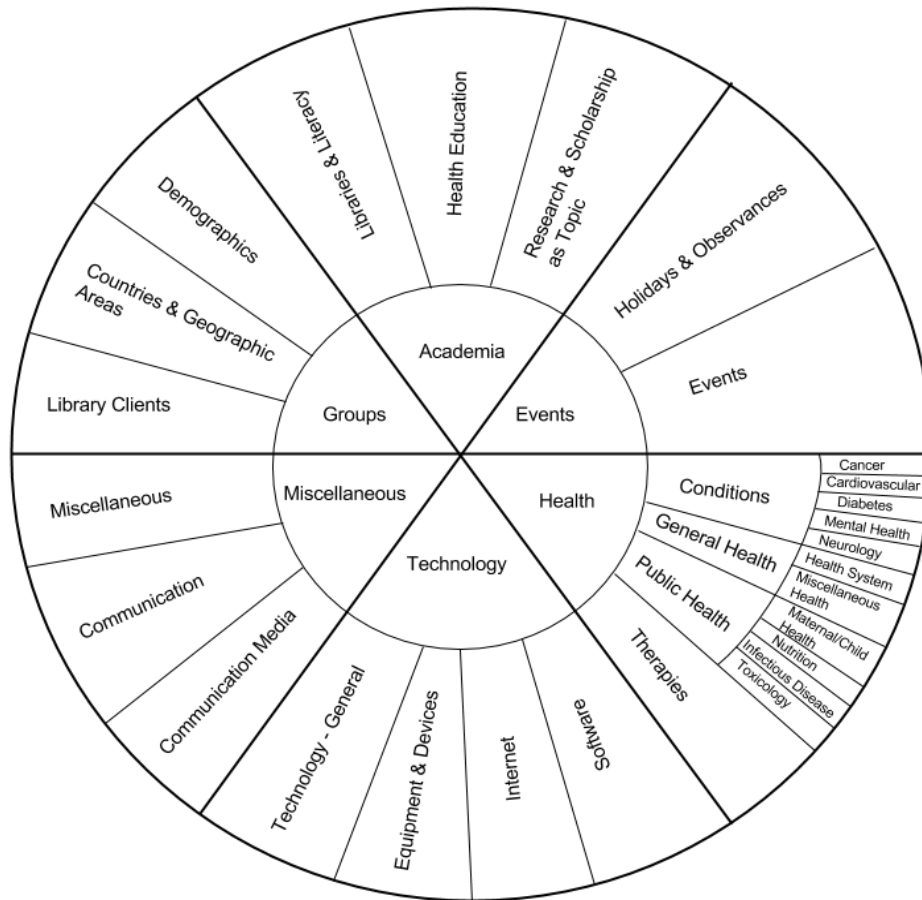 Academia
Libraries & Literacy
Health Education
Research & Scholarship
as Topic
Events
Holidays & Observances
Events
Health
Conditions
Cancer
Cardiovascular
Diabetes
Mental Health
Neurology
General Health
Health System
Miscellaneous
Health
Public Health
Maternal/Child
Health
Nutrition
Infectious Disease
Toxicology
Therapies
Technology
Software
Internet
Equipment & Devices
Technology - General
Miscellaneous
Communication Media
Communication
Miscellaneous
Groups
Library Clients
Countries & Geographic
Areas
Demographics